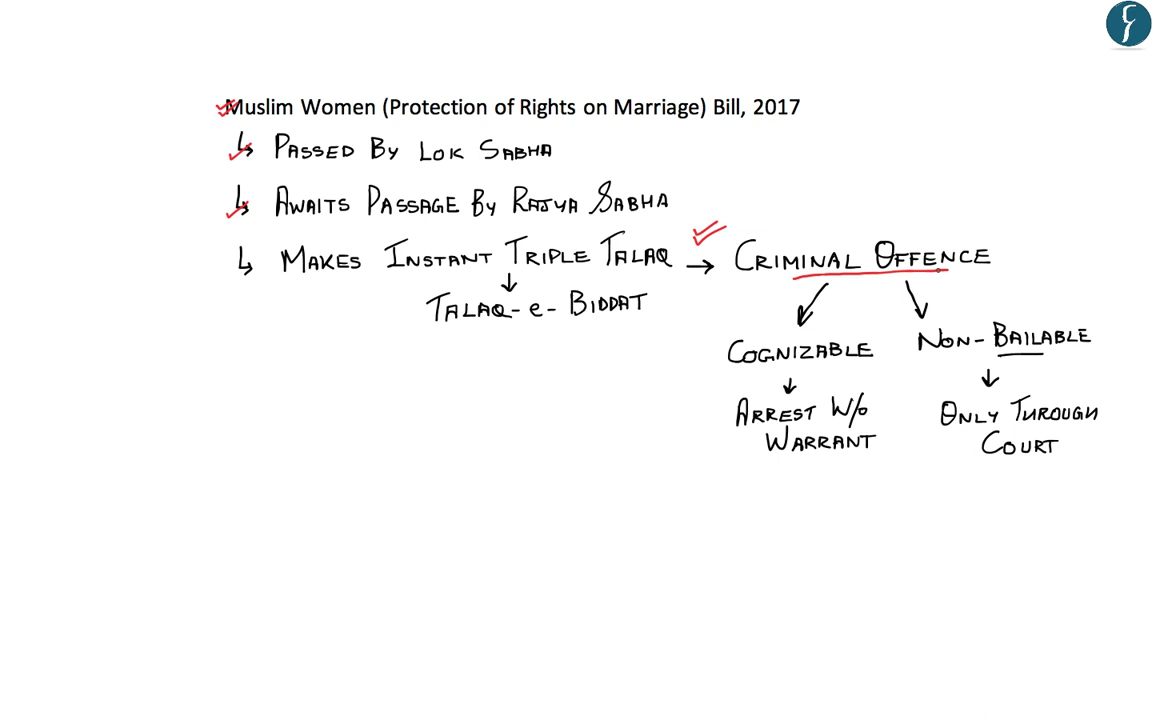 Muslim Women (Protection of Rights on Marriage) Bill, 2017
↳ PASSED BY LOK SABHA
↳ AWAITS PASSAGE BY RAJYA SABHA
↳ MAKES INSTANT TRIPLE TALAQ → CRIMINAL OFFENCE
TALAQ-e-BIDDAT
COGNIZABLE
NON-BAILABLE
ARREST W/O
WARRANT
ONLY THROUGH
COURT